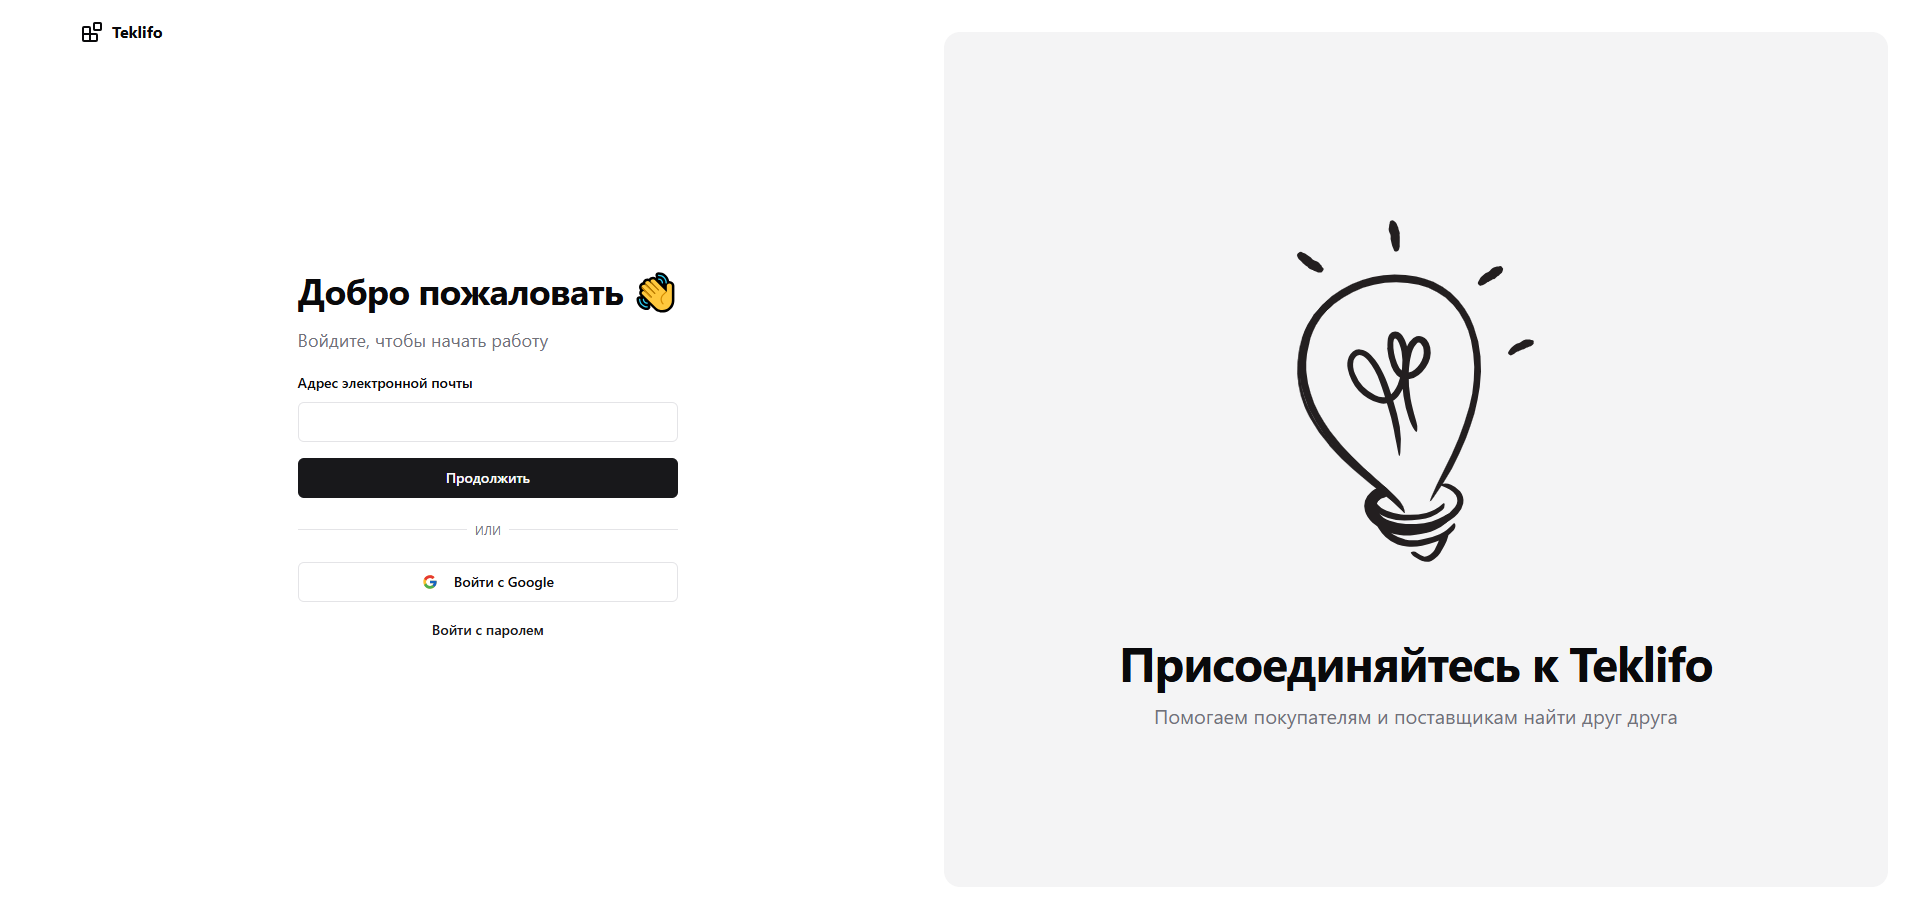 Teklifo
Добро пожаловать 👋
Войдите, чтобы начать работу
Адрес электронной почты
Продолжить
ИЛИ
Войти с Google
Войти с паролем
Присоединяйтесь к Teklifo
Помогаем покупателям и поставщикам найти друг друга